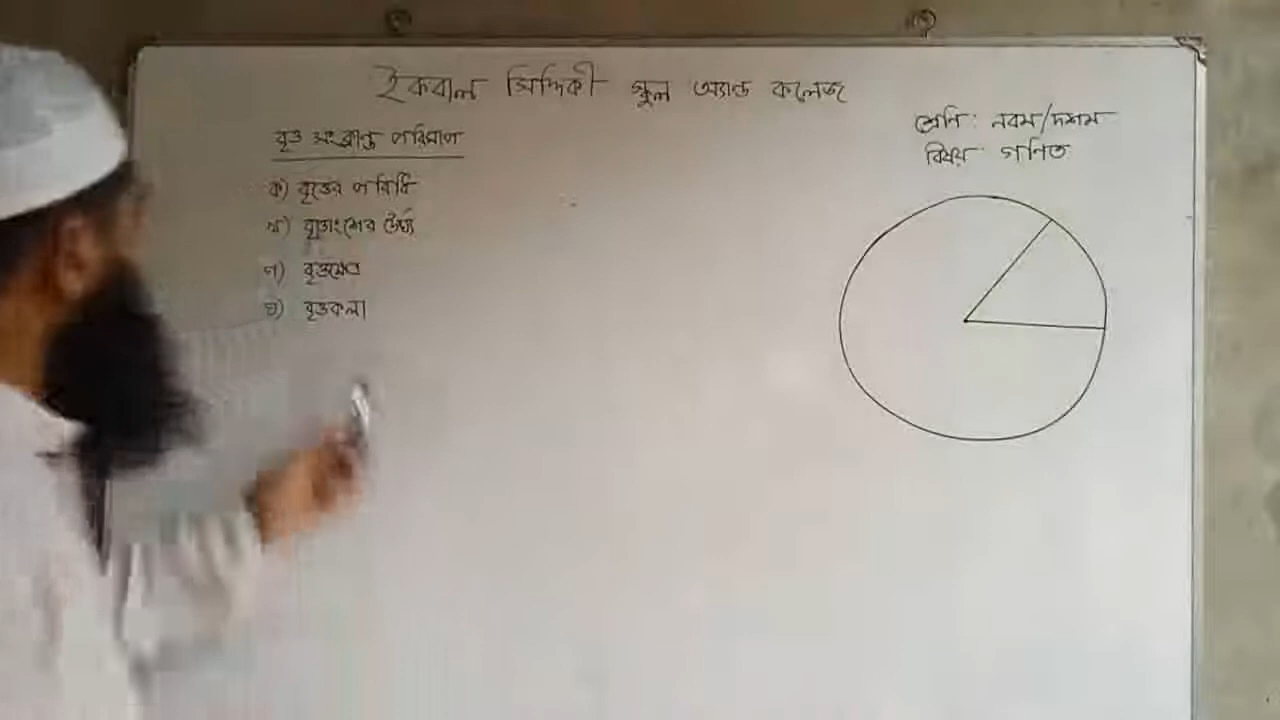 ইকবাল সিদ্দিকী স্কুল অ্যান্ড কলেজ
শ্রেণি: নবম/দশম
বিষয়: গণিত
বৃত্ত সংক্রান্ত পরিমাপ
ক) বৃত্তের পরিধি
খ) বৃত্তাংশের দৈর্ঘ্য
গ) বৃত্তক্ষেত্র
ঘ) বৃত্তকলা